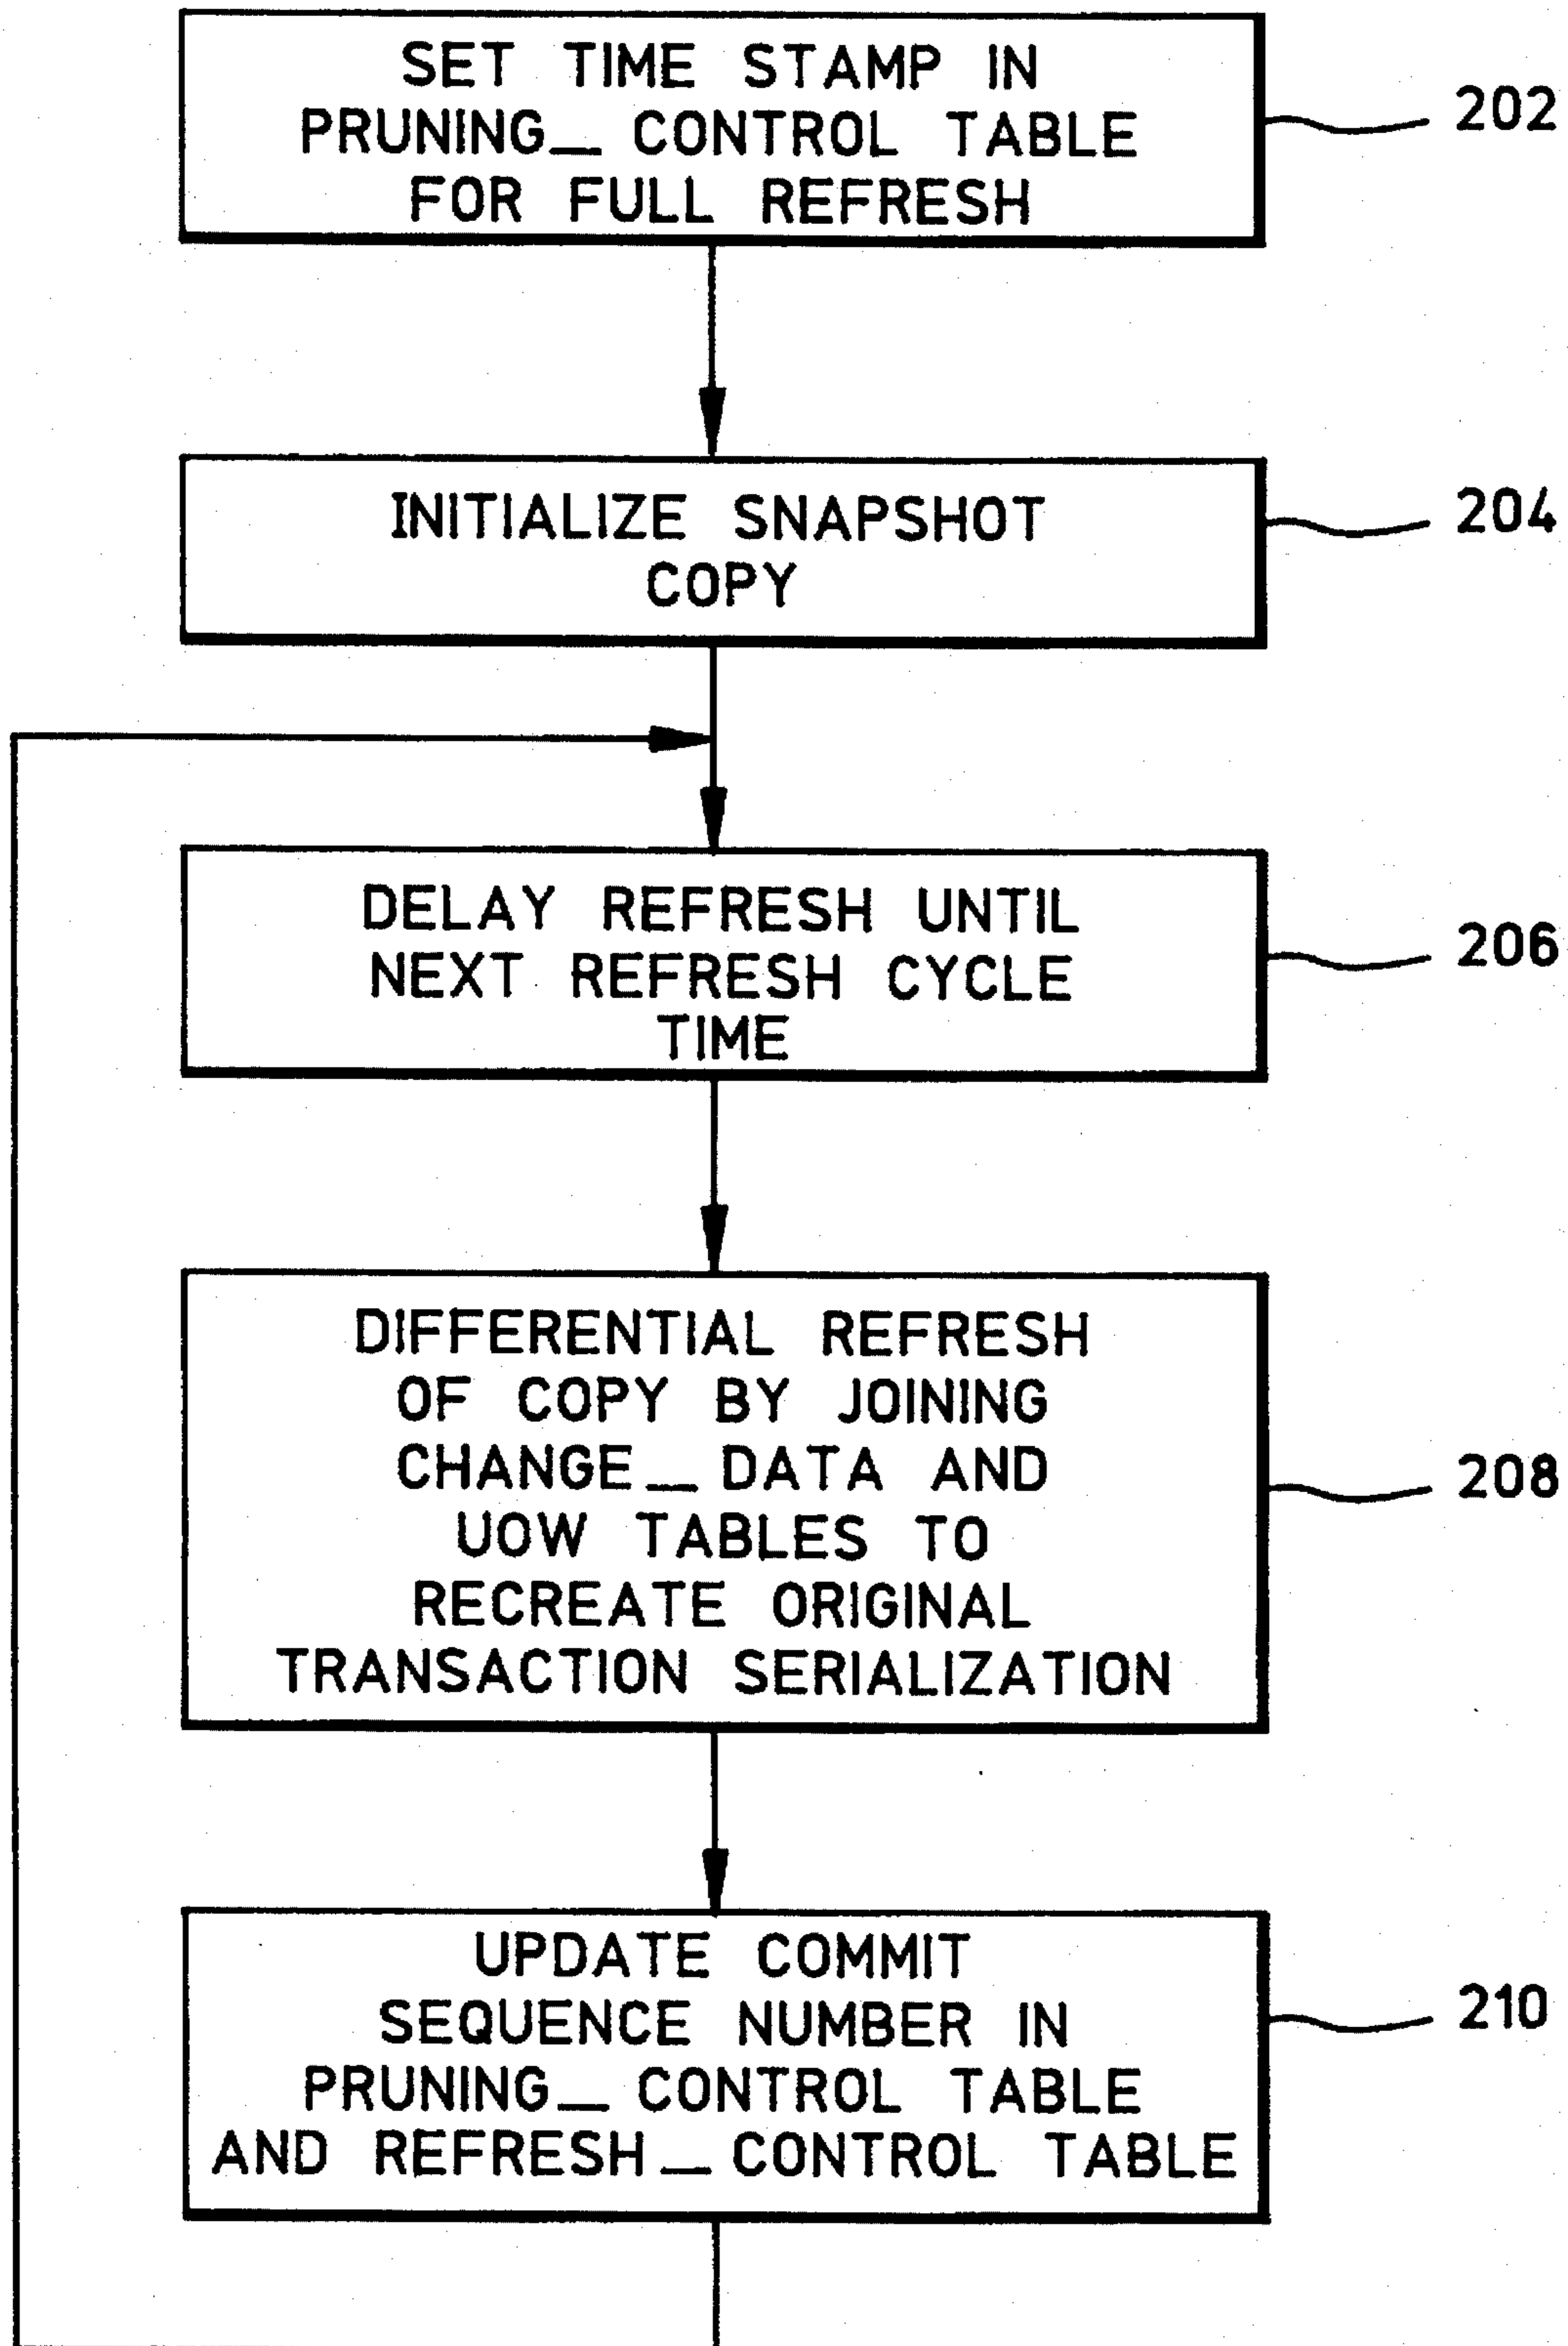 SET TIME STAMP IN
PRUNING_ CONTROL TABLE
FOR FULL REFRESH
202
INITIALIZE SNAPSHOT
COPY
204
DELAY REFRESH UNTIL
NEXT REFRESH CYCLE
TIME
206
DIFFERENTIAL REFRESH
OF COPY BY JOINING
CHANGE_ DATA AND
UOW TABLES TO
RECREATE ORIGINAL
TRANSACTION SERIALIZATION
208
UPDATE COMMIT
SEQUENCE NUMBER IN
PRUNING_ CONTROL TABLE
AND REFRESH_ CONTROL TABLE
210